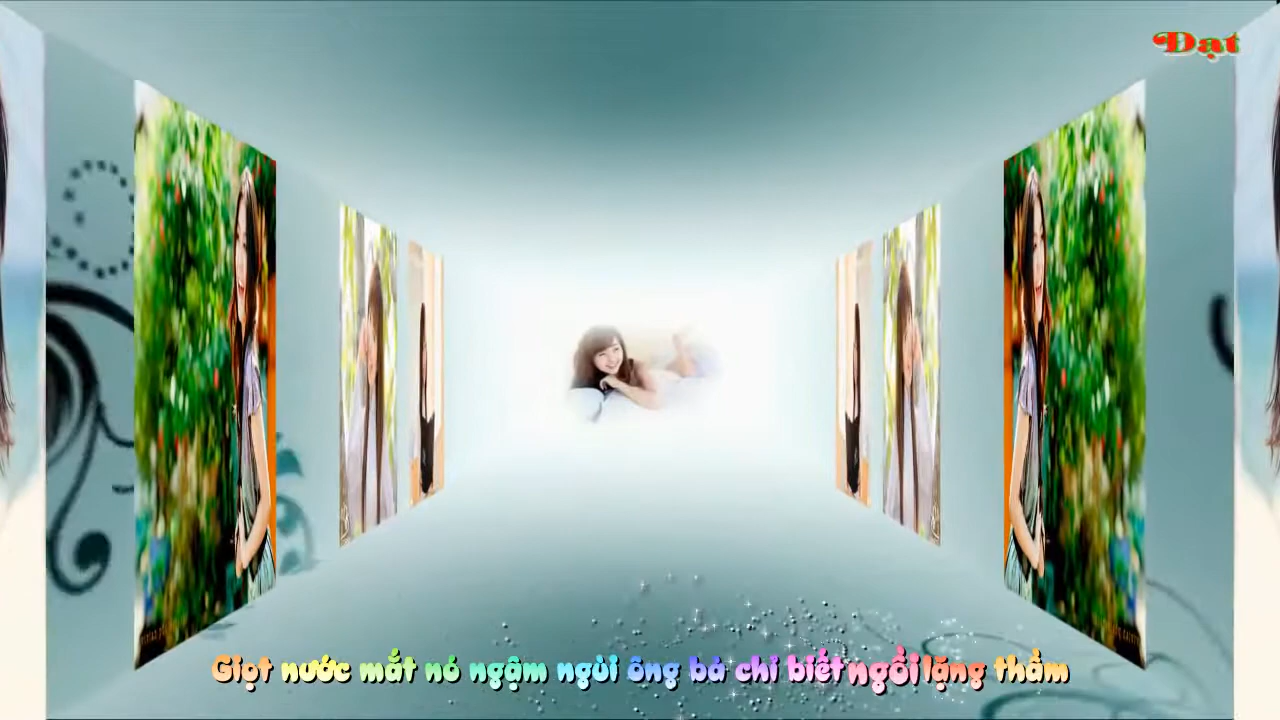 Đạt
Giọt nước mắt nó ngậm ngùi ông bà chỉ biết ngồi lặng thầm